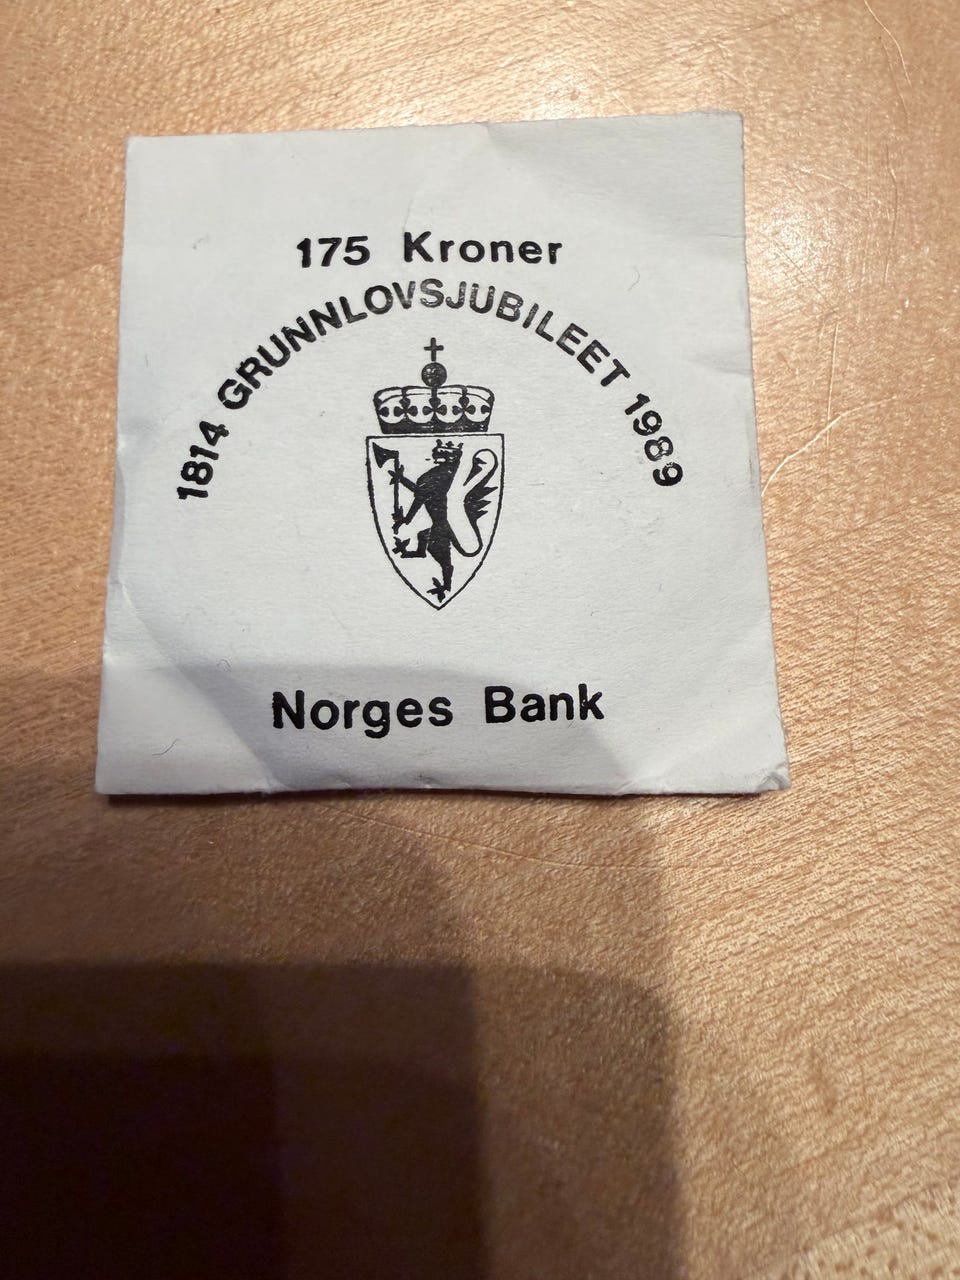 175 Kroner
1814 GRUNNLOVSJUBILEET 1989
Norges Bank